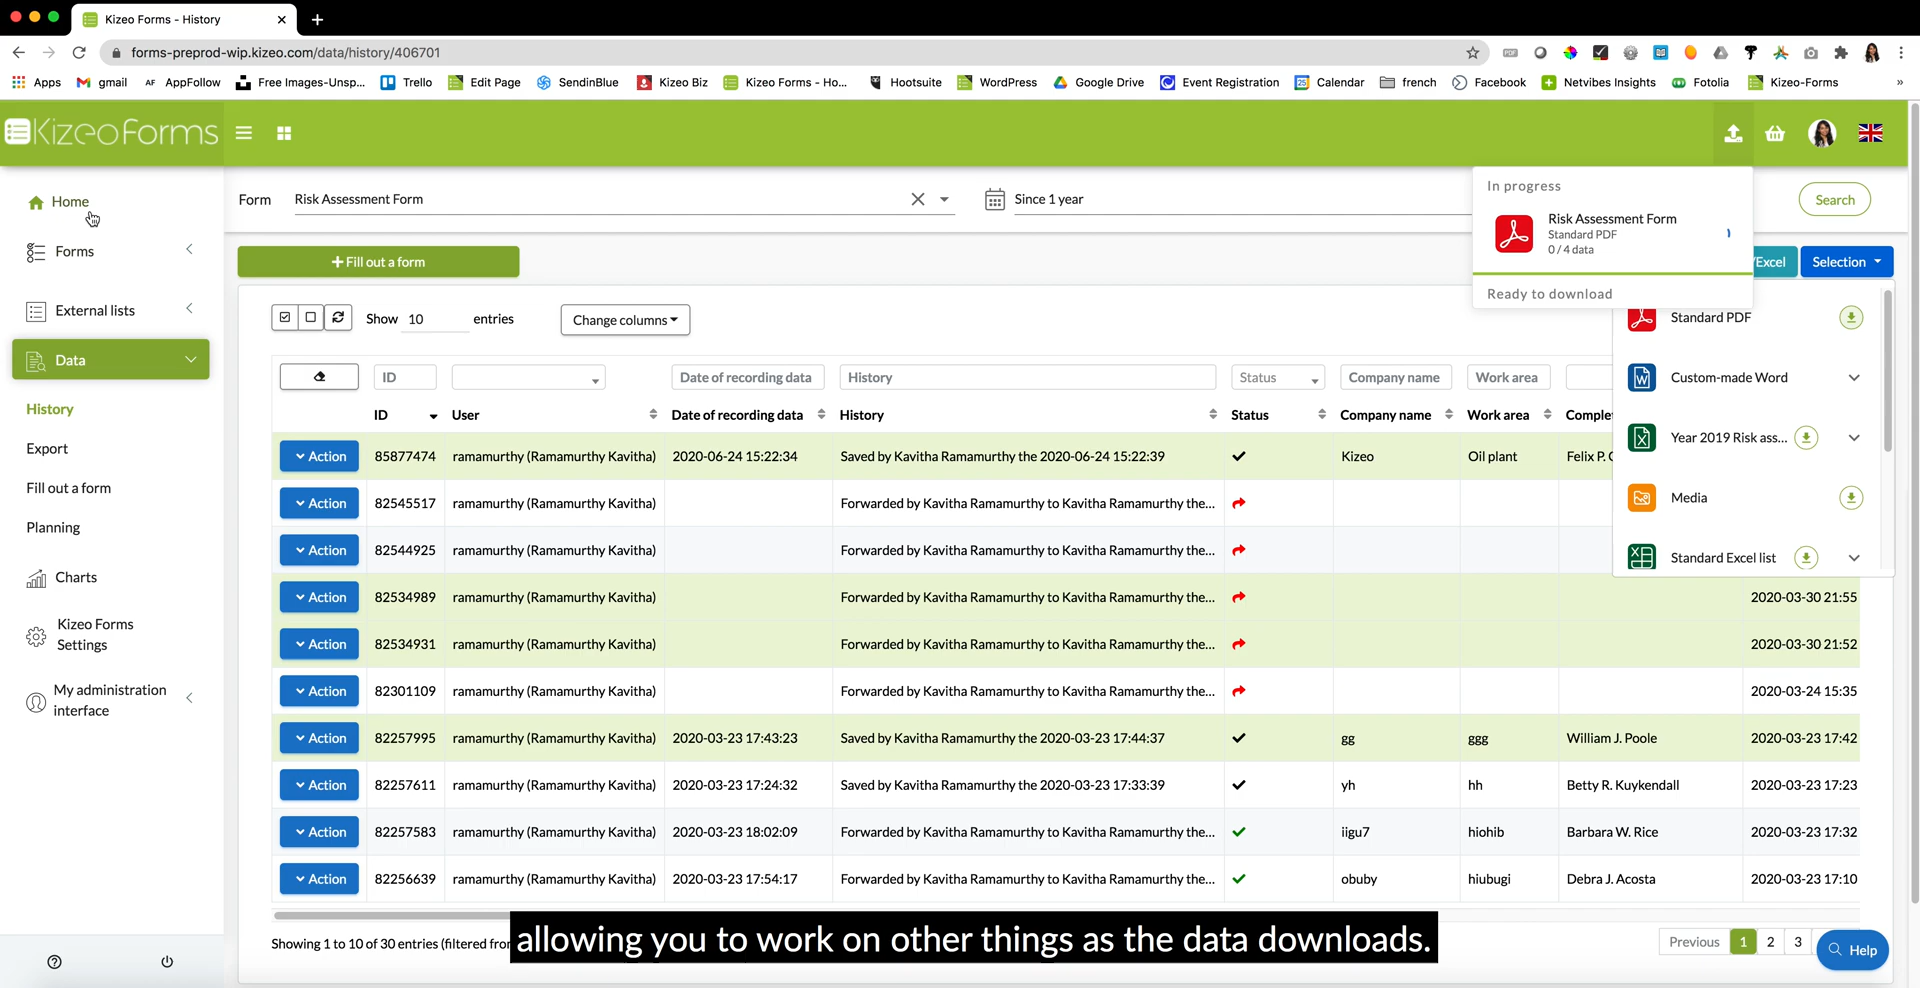 Kizeo Forms - History
forms-preprod-wip.kizeo.com/data/history/406701
Apps gmail AF AppFollow Free Images-Unsp... Trello Edit Page SendinBlue Kizeo Biz Kizeo Forms - Ho... Hootsuite WordPress Google Drive Event Registration Calendar french Facebook Netvibes Insights Fotolia Kizeo-Forms »
KizeoForms
Home
Forms
External lists
Data
History
Export
Fill out a form
Planning
Charts
Kizeo Forms
Settings
My administration
interface
Form Risk Assessment Form Since 1 year Search
In progress
Risk Assessment Form
Standard PDF
0 / 4 data
Ready to download
+ Fill out a form
/Excel Selection
Show 10 entries Change columns
Standard PDF
Custom-made Word
Year 2019 Risk ass...
Media
Standard Excel list
ID Date of recording data History Status Company name Work area
ID User Date of recording data History Status Company name Work area Comple
Action 85877474 ramamurthy (Ramamurthy Kavitha) 2020-06-24 15:22:34 Saved by Kavitha Ramamurthy the 2020-06-24 15:22:39 Kizeo Oil plant Felix P.
Action 82545517 ramamurthy (Ramamurthy Kavitha) Forwarded by Kavitha Ramamurthy to Kavitha Ramamurthy the...
Action 82544925 ramamurthy (Ramamurthy Kavitha) Forwarded by Kavitha Ramamurthy to Kavitha Ramamurthy the...
Action 82534989 ramamurthy (Ramamurthy Kavitha) Forwarded by Kavitha Ramamurthy to Kavitha Ramamurthy the... 2020-03-30 21:55
Action 82534931 ramamurthy (Ramamurthy Kavitha) Forwarded by Kavitha Ramamurthy to Kavitha Ramamurthy the... 2020-03-30 21:52
Action 82301109 ramamurthy (Ramamurthy Kavitha) Forwarded by Kavitha Ramamurthy to Kavitha Ramamurthy the... 2020-03-24 15:35
Action 82257995 ramamurthy (Ramamurthy Kavitha) 2020-03-23 17:43:23 Saved by Kavitha Ramamurthy the 2020-03-23 17:44:37 gg ggg William J. Poole 2020-03-23 17:42
Action 82257611 ramamurthy (Ramamurthy Kavitha) 2020-03-23 17:24:32 Saved by Kavitha Ramamurthy the 2020-03-23 17:33:39 yh hh Betty R. Kuykendall 2020-03-23 17:23
Action 82257583 ramamurthy (Ramamurthy Kavitha) 2020-03-23 18:02:09 Forwarded by Kavitha Ramamurthy to Kavitha Ramamurthy the... iigu7 hiohib Barbara W. Rice 2020-03-23 17:32
Action 82256639 ramamurthy (Ramamurthy Kavitha) 2020-03-23 17:54:17 Forwarded by Kavitha Ramamurthy to Kavitha Ramamurthy the... obuby hiubugi Debra J. Acosta 2020-03-23 17:10
Showing 1 to 10 of 30 entries (filtered fro
allowing you to work on other things as the data downloads.
Previous 1 2 3
Help